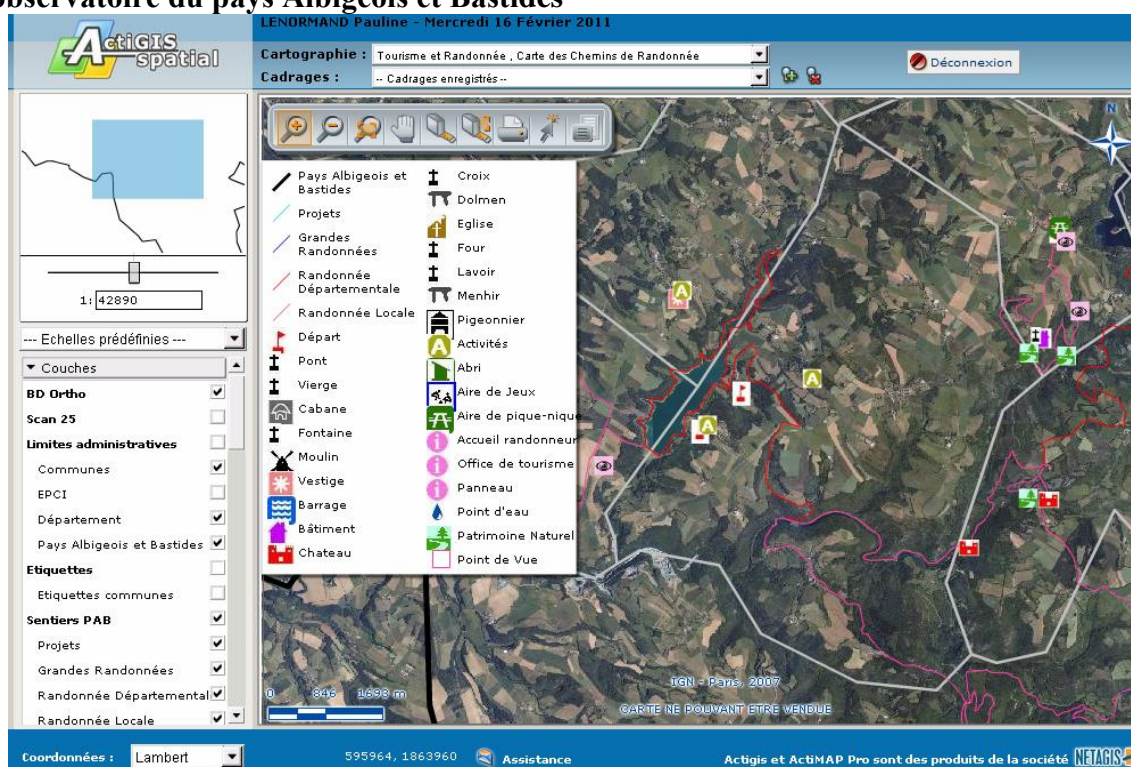 observatoire du pays Albigeois et Bastides
ActiGIS
spatial
LENORMAND Pauline - Mercredi 16 Février 2011
Cartographie : Tourisme et Randonnée , Carte des Chemins de Randonnée
Cadrages : -- Cadrages enregistrés --
Déconnexion
1: 42890
--- Echelles prédéfinies ---
Couches
BD Ortho
Scan 25
Limites administratives
Communes
EPCI
Département
Pays Albigeois et Bastides
Etiquettes
Etiquettes communes
Sentiers PAB
Projets
Grandes Randonnées
Randonnée Départemental
Randonnée Locale
Pays Albigeois et
Bastides
Projets
Grandes
Randonnées
Randonnée
Départementale
Randonnée Locale
Départ
Pont
Vierge
Cabane
Fontaine
Moulin
Vestige
Barrage
Bâtiment
Chateau
Croix
Dolmen
Eglise
Four
Lavoir
Menhir
Pigeonnier
Activités
Abri
Aire de Jeux
Aire de pique-nique
Accueil randonneur
Office de tourisme
Panneau
Point d'eau
Patrimoine Naturel
Point de Vue
N
0 846 1693 m
IGN - Paris, 2007
CARTE NE POUVANT ETRE VENDUE
Coordonnées : Lambert
595964, 1863960
Assistance
Actigis et ActiMAP Pro sont des produits de la société NETAGIS